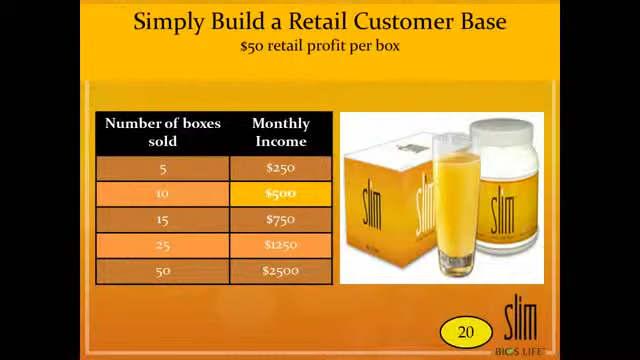 Simply Build a Retail Customer Base
$50 retail profit per box
Number of boxes sold
Monthly Income
5 $250
10 $500
15 $750
25 $1250
50 $2500
slim
slim
slim
20
slim
BIOS LIFE